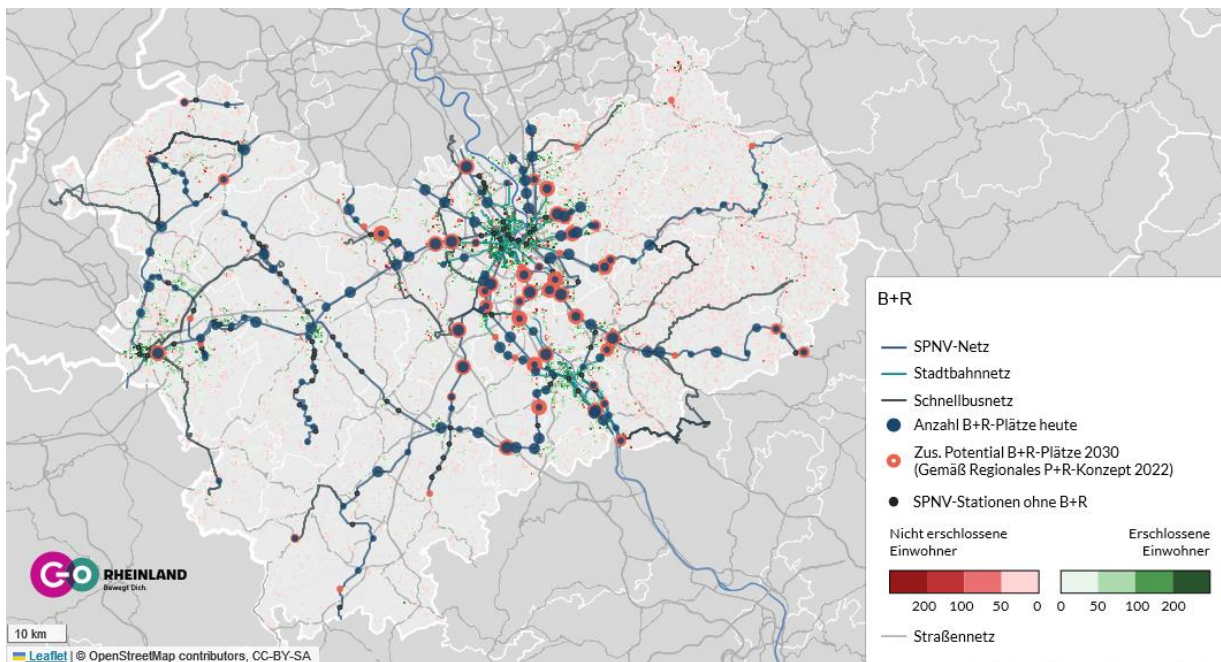 B+R
SPNV-Netz
Stadtbahnnetz
Schnellbusnetz
Anzahl B+R-Plätze heute
Zus. Potential B+R-Plätze 2030
(Gemäß Regionales P+R-Konzept 2022)
SPNV-Stationen ohne B+R
Nicht erschlossene
Einwohner
Erschlossene
Einwohner
200 100 50 0
0 50 100 200
Straßennetz
GO RHEINLAND
Bewegt Dich.
10 km
Leaflet | © OpenStreetMap contributors, CC-BY-SA